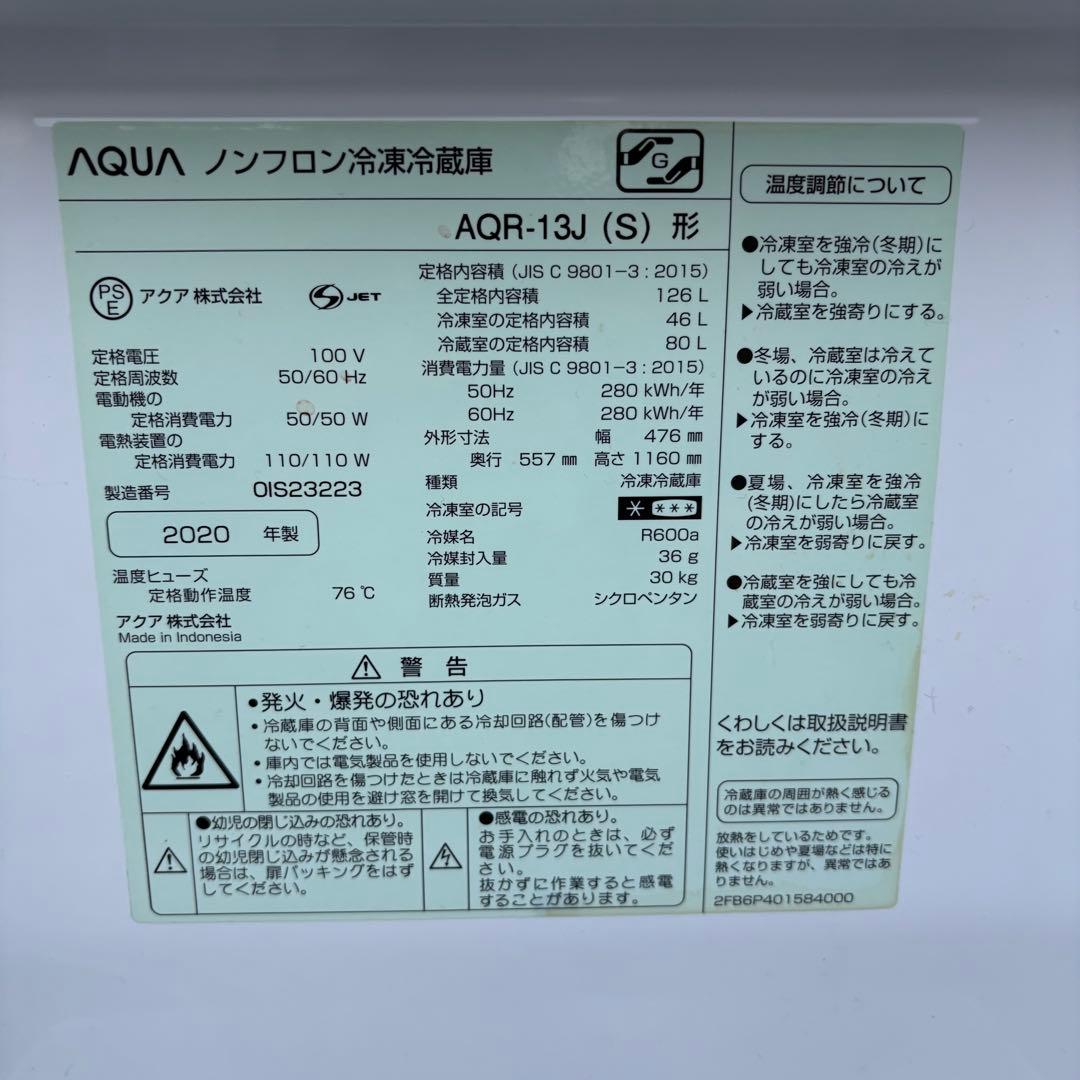 AQUA ノンフロン冷凍冷蔵庫
G
AQR-13J (S) 形
PSE アクア 株式会社 S JET
定格電圧 100 V
定格周波数 50/60 Hz
電動機の
定格消費電力 50/50 W
電熱装置の
定格消費電力 110/110 W
製造番号 OIS23223
2020 年製
温度ヒューズ
定格動作温度 76 ℃
アクア 株式会社
Made in Indonesia
定格内容積 (JIS C 9801-3 : 2015)
全定格内容積 126 L
冷凍室の定格内容積 46 L
冷蔵室の定格内容積 80 L
消費電力量 (JIS C 9801-3 : 2015)
50Hz 280 kWh/年
60Hz 280 kWh/年
外形寸法 幅 476 ㎜
奥行 557 ㎜ 高さ 1160 ㎜
種類 冷凍冷蔵庫
冷凍室の記号 * ***
冷媒名 R600a
冷媒封入量 36 g
質量 30 kg
断熱発泡ガス シクロペンタン
⚠ 警告
●発火・爆発の恐れあり
・冷蔵庫の背面や側面にある冷却回路(配管)を傷つけ
ないでください。
・庫内では電気製品を使用しないでください。
・冷却回路を傷つけたときは冷蔵庫に触れず火気や電気
製品の使用を避け窓を開けて換気してください。
●幼児の閉じ込みの恐れあり。
リサイクルの時など、保管時
の幼児閉じ込みが懸念される
場合は、扉パッキングをはず
してください。
●感電の恐れあり。
お手入れのときは、必ず
電源プラグを抜いてくだ
さい。
抜かずに作業すると感電
することがあります。
温度調節について
●冷凍室を強冷(冬期)に
しても冷凍室の冷えが
弱い場合。
▶冷蔵室を強寄りにする。
●冬場、冷蔵室は冷えて
いるのに冷凍室の冷え
が弱い場合。
▶冷凍室を強冷(冬期)に
する。
●夏場、冷凍室を強冷
(冬期)にしたら冷蔵室
の冷えが弱い場合。
▶冷凍室を弱寄りに戻す。
●冷蔵室を強にしても冷
蔵室の冷えが弱い場合。
▶冷凍室を弱寄りに戻す。
くわしくは取扱説明書
をお読みください。
冷蔵庫の周囲が熱く感じる
のは異常ではありません。
放熱をしているためです。
使いはじめや夏場などは特に
熱くなりますが、異常ではあ
りません。
2FB6P401584000